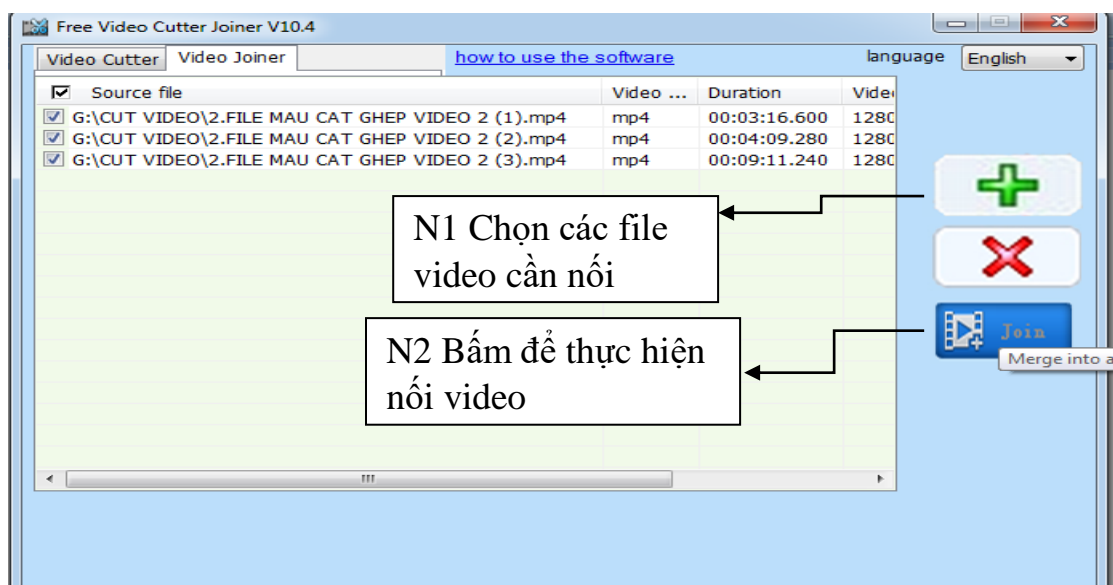 Free Video Cutter Joiner V10.4
Video Cutter Video Joiner how to use the software language English
Source file Video ... Duration Vide
G:\CUT VIDEO\2.FILE MAU CAT GHEP VIDEO 2 (1).mp4 mp4 00:03:16.600 1280
G:\CUT VIDEO\2.FILE MAU CAT GHEP VIDEO 2 (2).mp4 mp4 00:04:09.280 1280
G:\CUT VIDEO\2.FILE MAU CAT GHEP VIDEO 2 (3).mp4 mp4 00:09:11.240 1280
N1 Chọn các file
video cần nối
N2 Bấm để thực hiện
nối video
Join
Merge into a